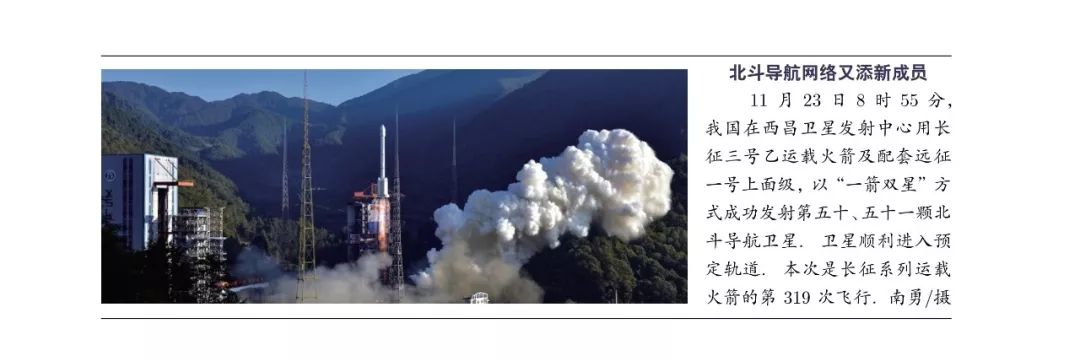 北斗导航网络又添新成员
11 月 23 日 8 时 55 分,
我国在西昌卫星发射中心用长
征三号乙运载火箭及配套远征
一号上面级, 以 “一箭双星” 方
式成功发射第五十、五十一颗北
斗导航卫星. 卫星顺利进入预
定轨道. 本次是长征系列运载
火箭的第 319 次飞行. 南勇/摄